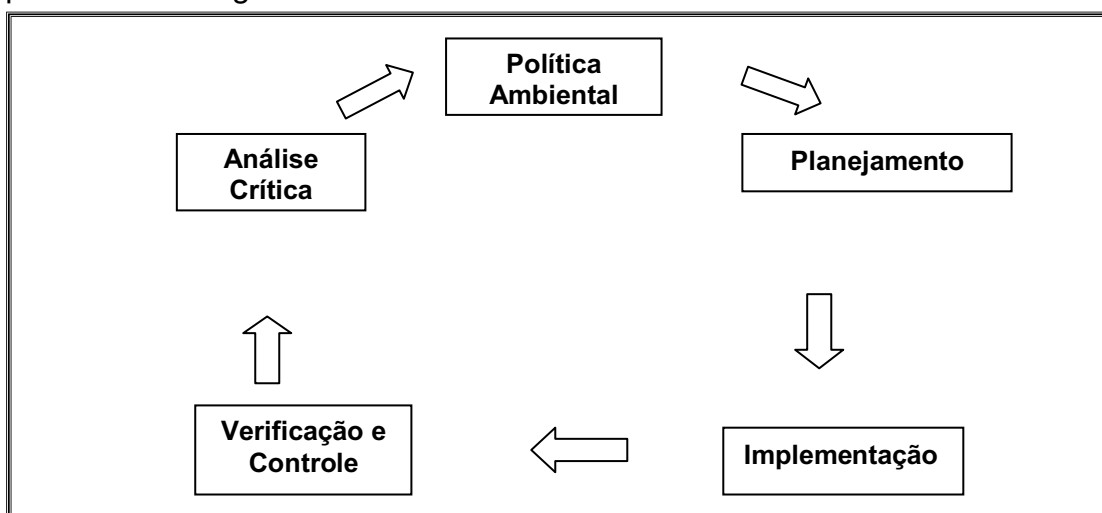 Política
Ambiental
Planejamento
Implementação
Verificação e
Controle
Análise
Crítica